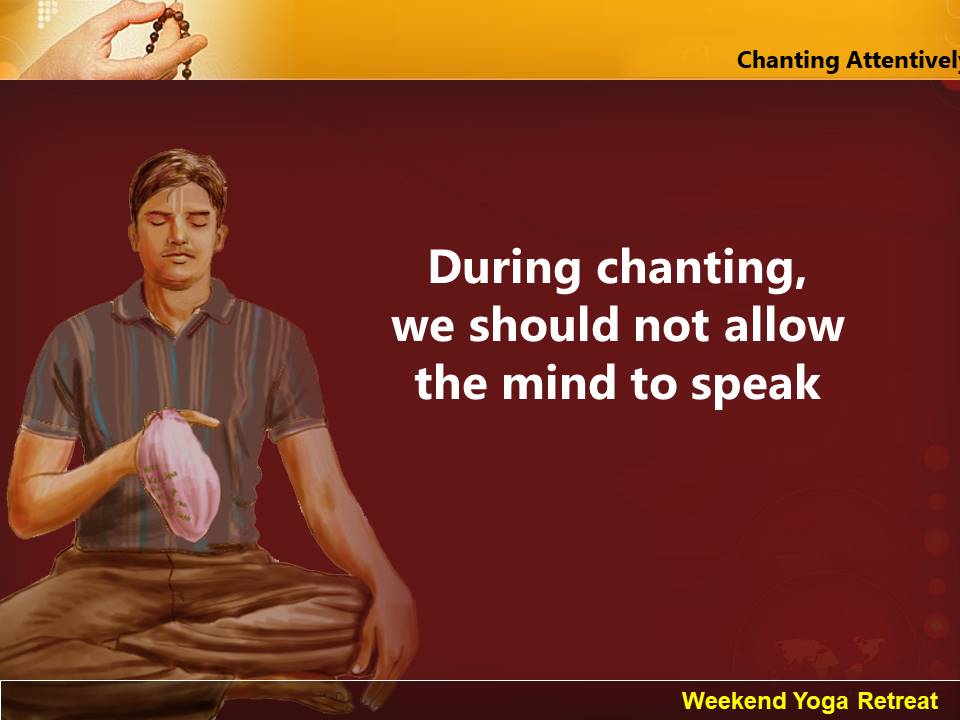 Chanting Attentively
During chanting,
we should not allow
the mind to speak
Weekend Yoga Retreat